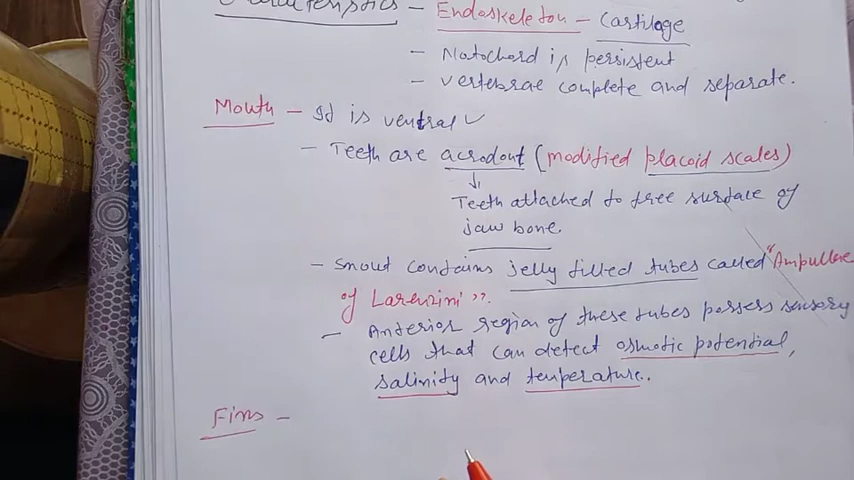 Characteristics - Endoskeleton - Cartilage
- Notochord is persistent
- Vertebrae complete and separate.
Mouth - It is ventral ✓
- Teeth are acrodont (modified placoid scales)
↓
Teeth attached to free surface of
jaw bone.
- Snout contains jelly filled tubes called "Ampullae
of Lorenzini".
- Anterior region of these tubes possess sensory
cells that can detect osmotic potential,
salinity and temperature.
Fins -